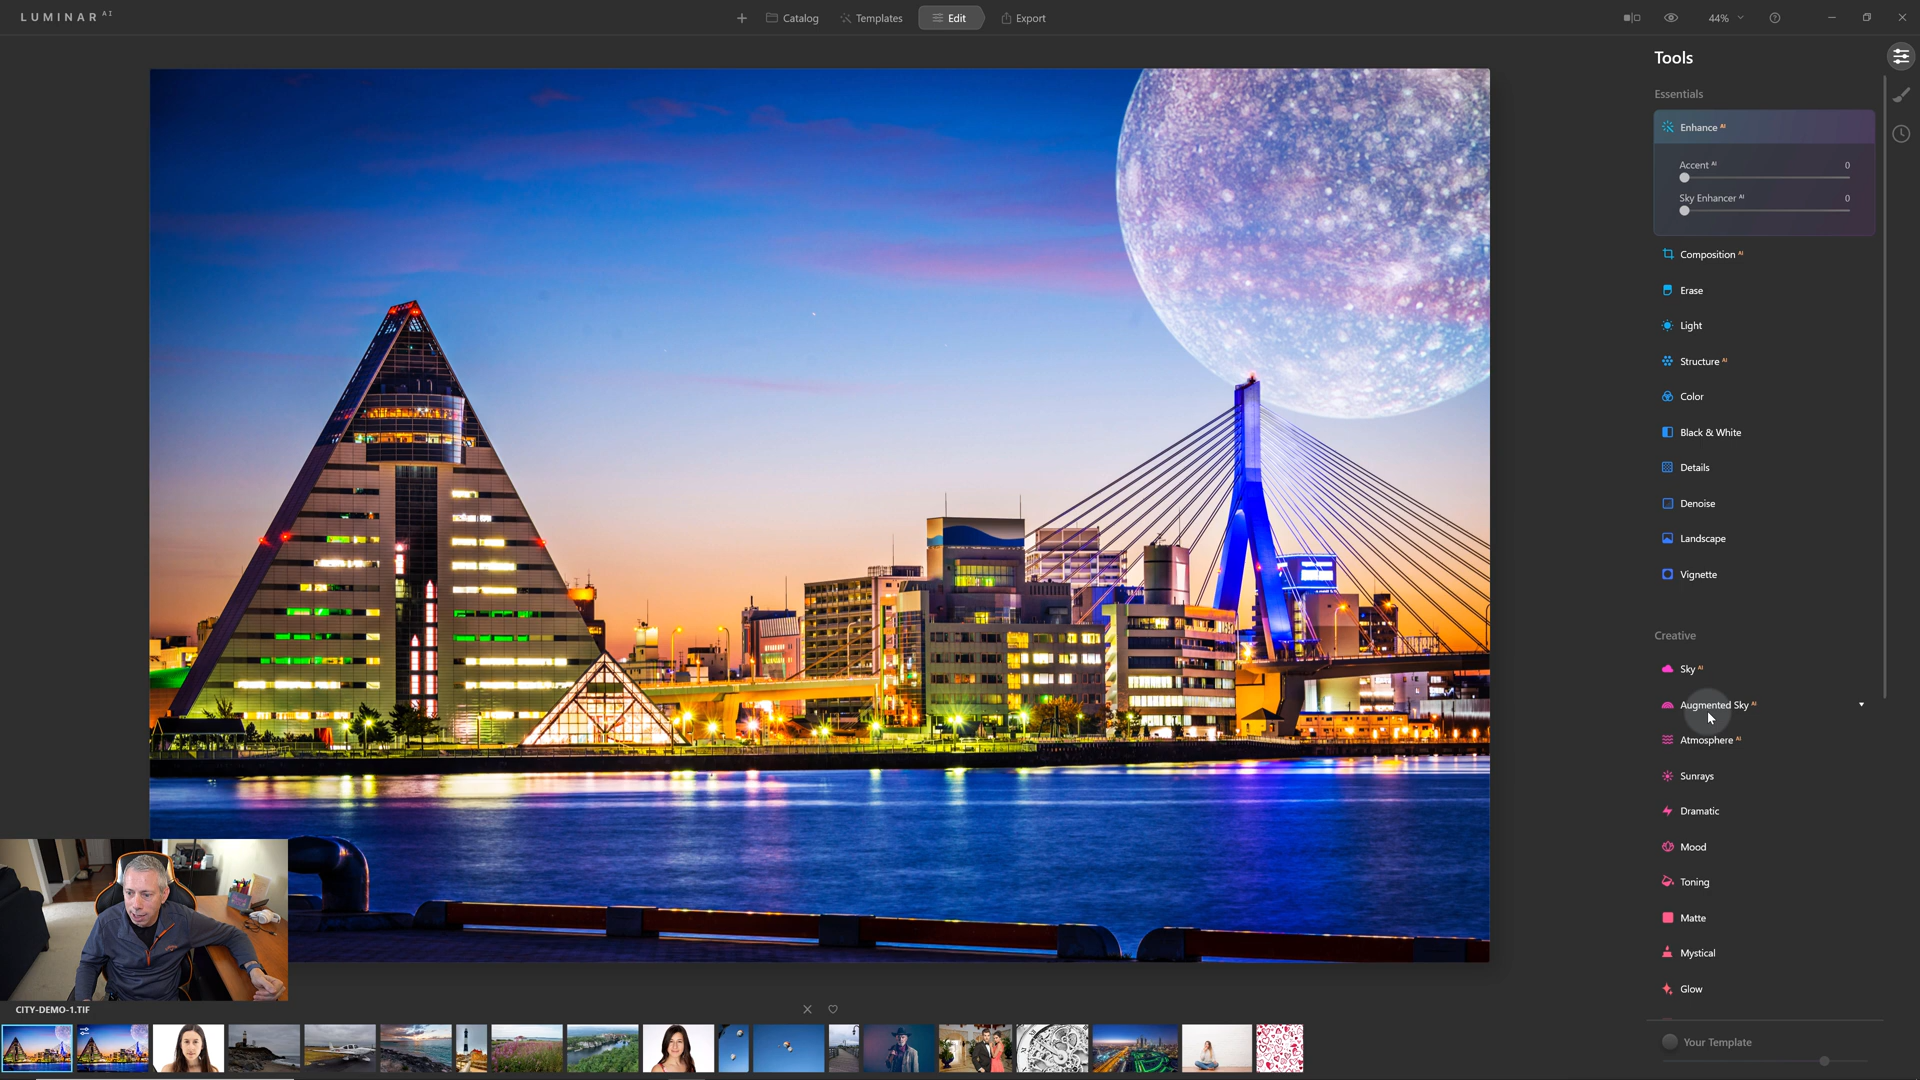 LUMINAR AI
Catalog
Templates
Edit
Export
44%
Tools
Essentials
Enhance AI
Accent AI 0
Sky Enhancer AI 0
Composition AI
Erase
Light
Structure AI
Color
Black & White
Details
Denoise
Landscape
Vignette
Creative
Sky AI
Augmented Sky AI
Atmosphere AI
Sunrays
Dramatic
Mood
Toning
Matte
Mystical
Glow
CITY-DEMO-1.TIF
Your Template